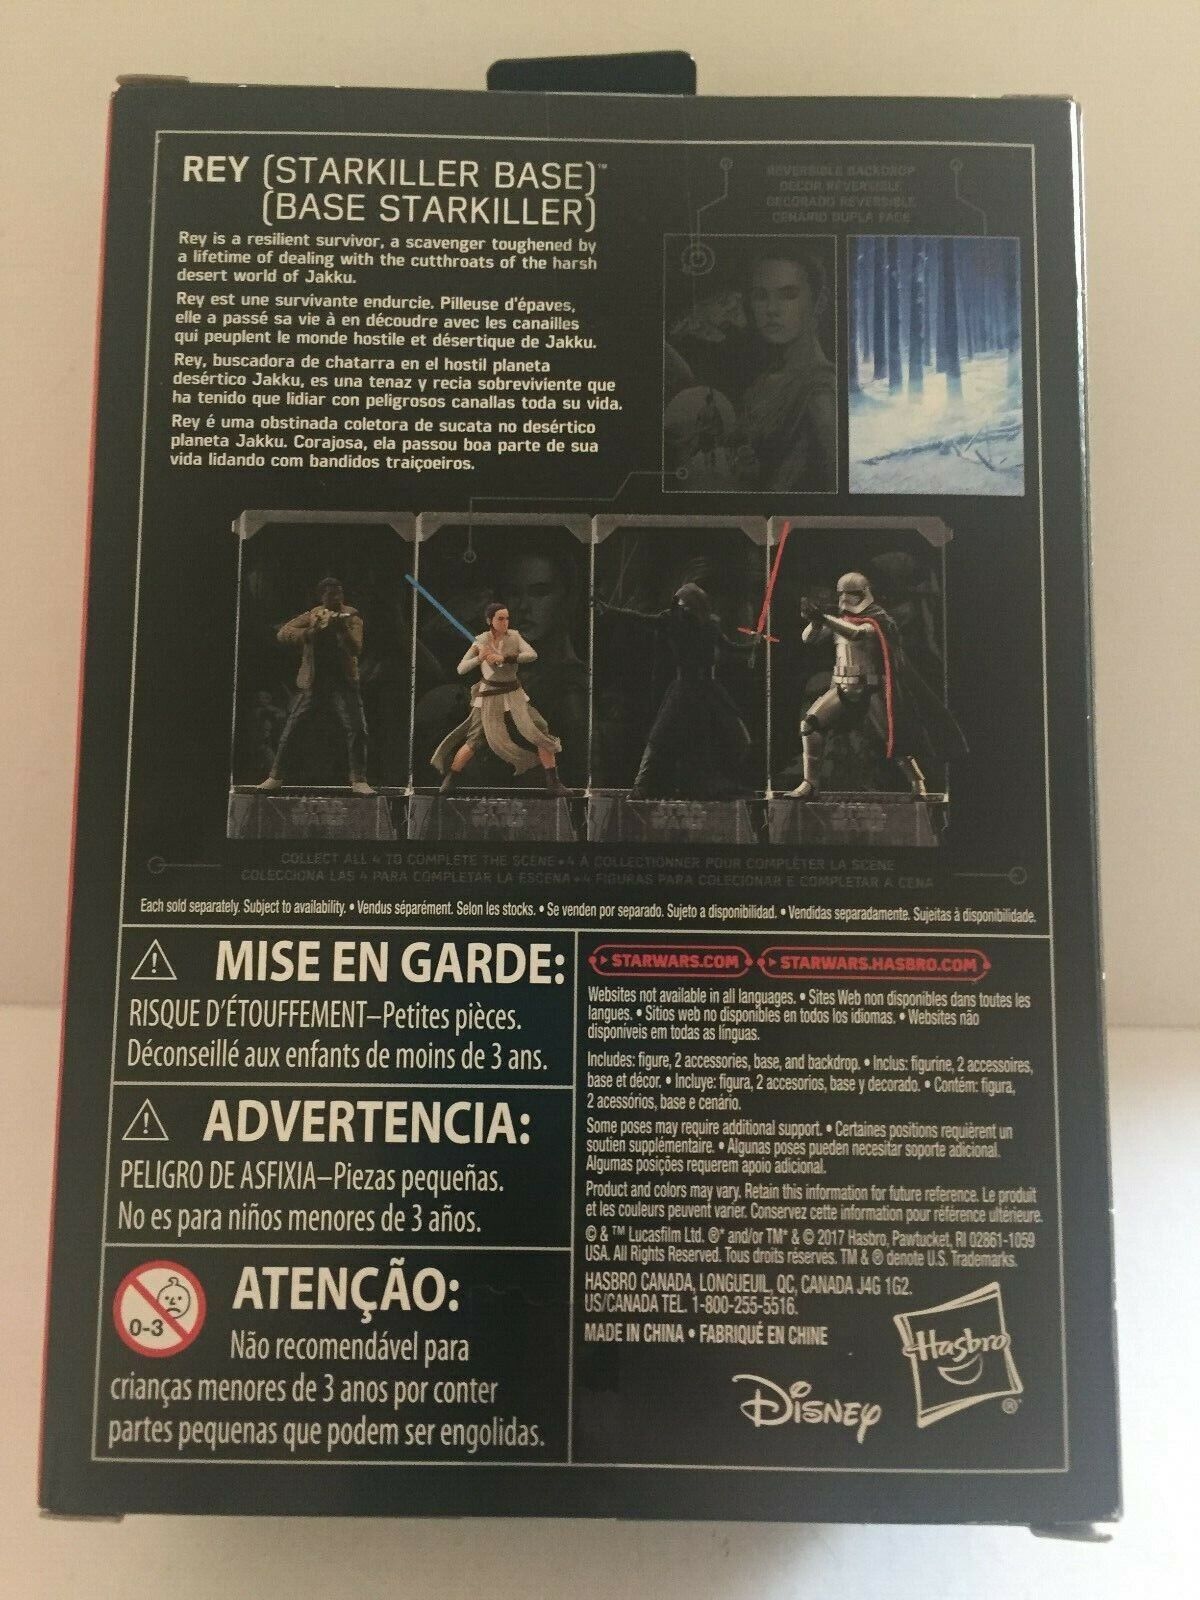 REY (STARKILLER BASE)™
(BASE STARKILLER)
Rey is a resilient survivor, a scavenger toughened by
a lifetime of dealing with the cutthroats of the harsh
desert world of Jakku.
Rey est une survivante endurcie. Pilleuse d'épaves,
elle a passé sa vie à en découdre avec les canailles
qui peuplent le monde hostile et désertique de Jakku.
Rey, buscadora de chatarra en el hostil planeta
desértico Jakku, es una tenaz y recia sobreviviente que
ha tenido que lidiar con peligrosos canallas toda su vida.
Rey é uma obstinada coletora de sucata no desértico
planeta Jakku. Corajosa, ela passou boa parte de sua
vida lidando com bandidos traiçoeiros.
REVERSIBLE BACKDROP
DÉCOR RÉVERSIBLE
DECORADO REVERSIBLE
CENÁRIO DUPLA FACE
COLLECT ALL 4 TO COMPLETE THE SCENE • 4 À COLLECTIONNER POUR COMPLÉTER LA SCÈNE
COLECCIONA LAS 4 PARA COMPLETAR LA ESCENA • 4 FIGURAS PARA COLECIONAR E COMPLETAR A CENA
Each sold separately. Subject to availability. • Vendus séparément. Selon les stocks. • Se venden por separado. Sujeto a disponibilidad. • Vendidas separadamente. Sujeitas à disponibilidade.
MISE EN GARDE:
RISQUE D'ÉTOUFFEMENT–Petites pièces.
Déconseillé aux enfants de moins de 3 ans.
ADVERTENCIA:
PELIGRO DE ASFIXIA–Piezas pequeñas.
No es para niños menores de 3 años.
0-3
ATENÇÃO:
Não recomendável para
crianças menores de 3 anos por conter
partes pequenas que podem ser engolidas.
STARWARS.COM STARWARS.HASBRO.COM
Websites not available in all languages. • Sites Web non disponibles dans toutes les
langues. • Sitios web no disponibles en todos los idiomas. • Websites não
disponíveis em todas as línguas.
Includes: figure, 2 accessories, base, and backdrop. • Inclus: figurine, 2 accessoires,
base et décor. • Incluye: figura, 2 accesorios, base y decorado. • Contém: figura,
2 acessórios, base e cenário.
Some poses may require additional support. • Certaines positions requièrent un
soutien supplémentaire. • Algunas poses pueden necesitar soporte adicional.
Algumas posições requerem apoio adicional.
Product and colors may vary. Retain this information for future reference. Le produit
et les couleurs peuvent varier. Conservez cette information pour référence ultérieure.
© & ™ Lucasfilm Ltd. ®* and/or TM* & © 2017 Hasbro, Pawtucket, RI 02861-1059
USA. All Rights Reserved. Tous droits réservés. TM & ® denote U.S. Trademarks.
HASBRO CANADA, LONGUEUIL, QC, CANADA J4G 1G2.
US/CANADA TEL. 1-800-255-5516.
MADE IN CHINA • FABRIQUÉ EN CHINE
Hasbro
®
Disney